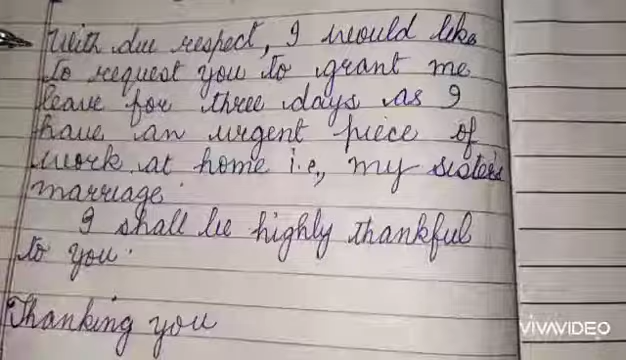 With due respect, I would like
to request you to grant me
leave for three days as I
have an urgent piece of
work at home i.e., my sister's
marriage.
I shall be highly thankful
to you.
Thanking you
VIVAVIDEO